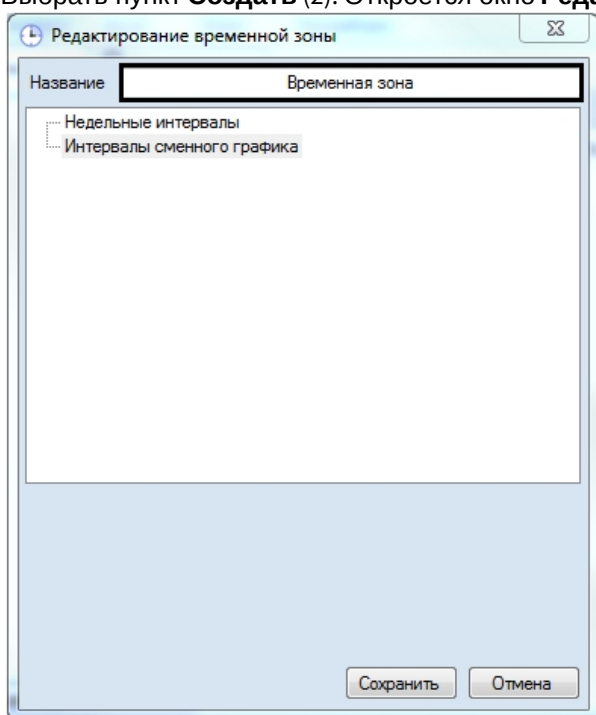 Выбрать пункт Создать (2). Откроется окно
Редактирование временной зоны
Название Временная зона
Недельные интервалы
Интервалы сменного графика
Сохранить Отмена